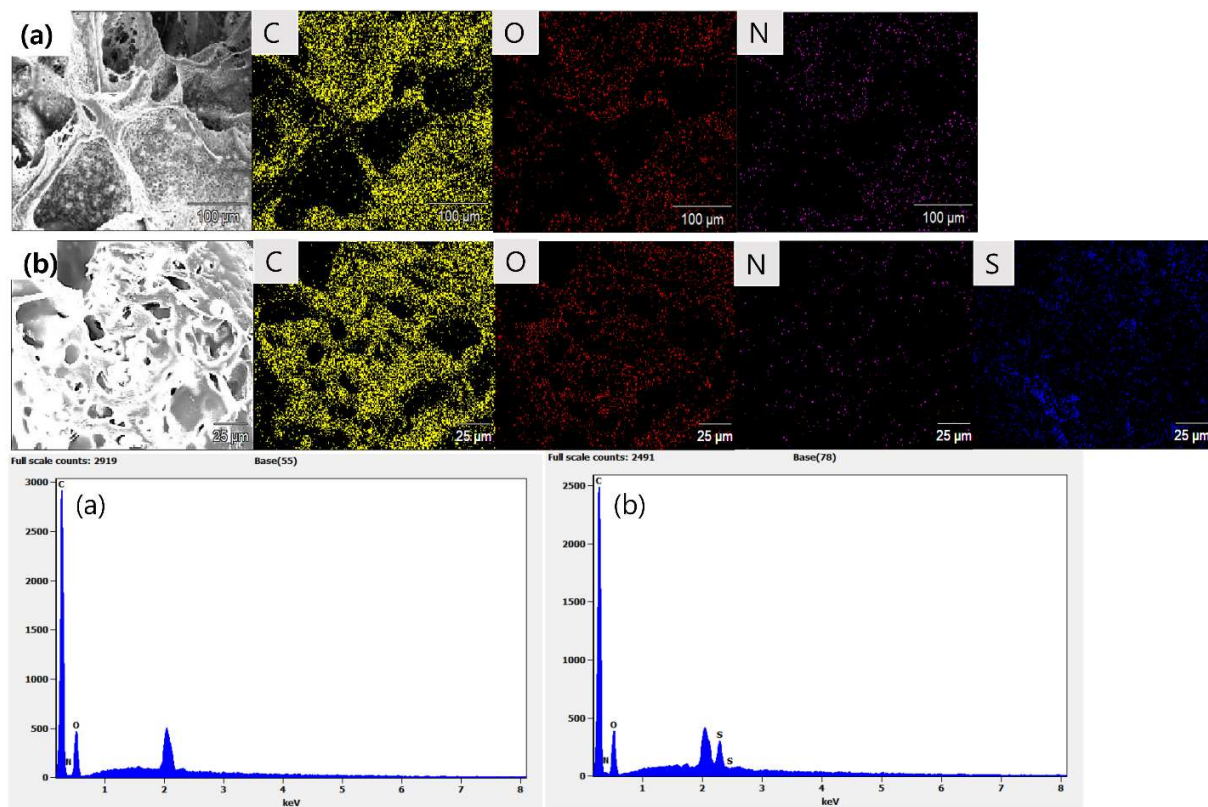 (a) C O N
100 µm 100 µm 100 µm 100 µm
(b) C O N S
25 µm 25 µm 25 µm 25 µm 25 µm
Full scale counts: 2919 Base(55)
3000
2500
2000
1500
1000
500
0
C
(a)
O
N
1 2 3 4 5 6 7 8
keV
Full scale counts: 2491 Base(78)
2500
2000
1500
1000
500
0
C
(b)
O
S
N
S
1 2 3 4 5 6 7 8
keV